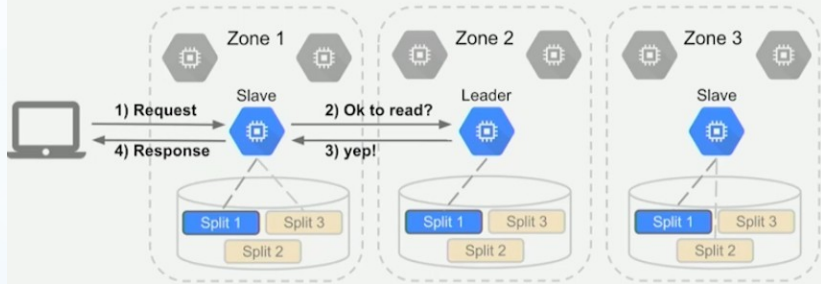 Zone 1
Zone 2
Zone 3
Slave
Leader
Slave
1) Request
2) Ok to read?
4) Response
3) yep!
Split 1
Split 3
Split 2
Split 1
Split 3
Split 2
Split 1
Split 3
Split 2